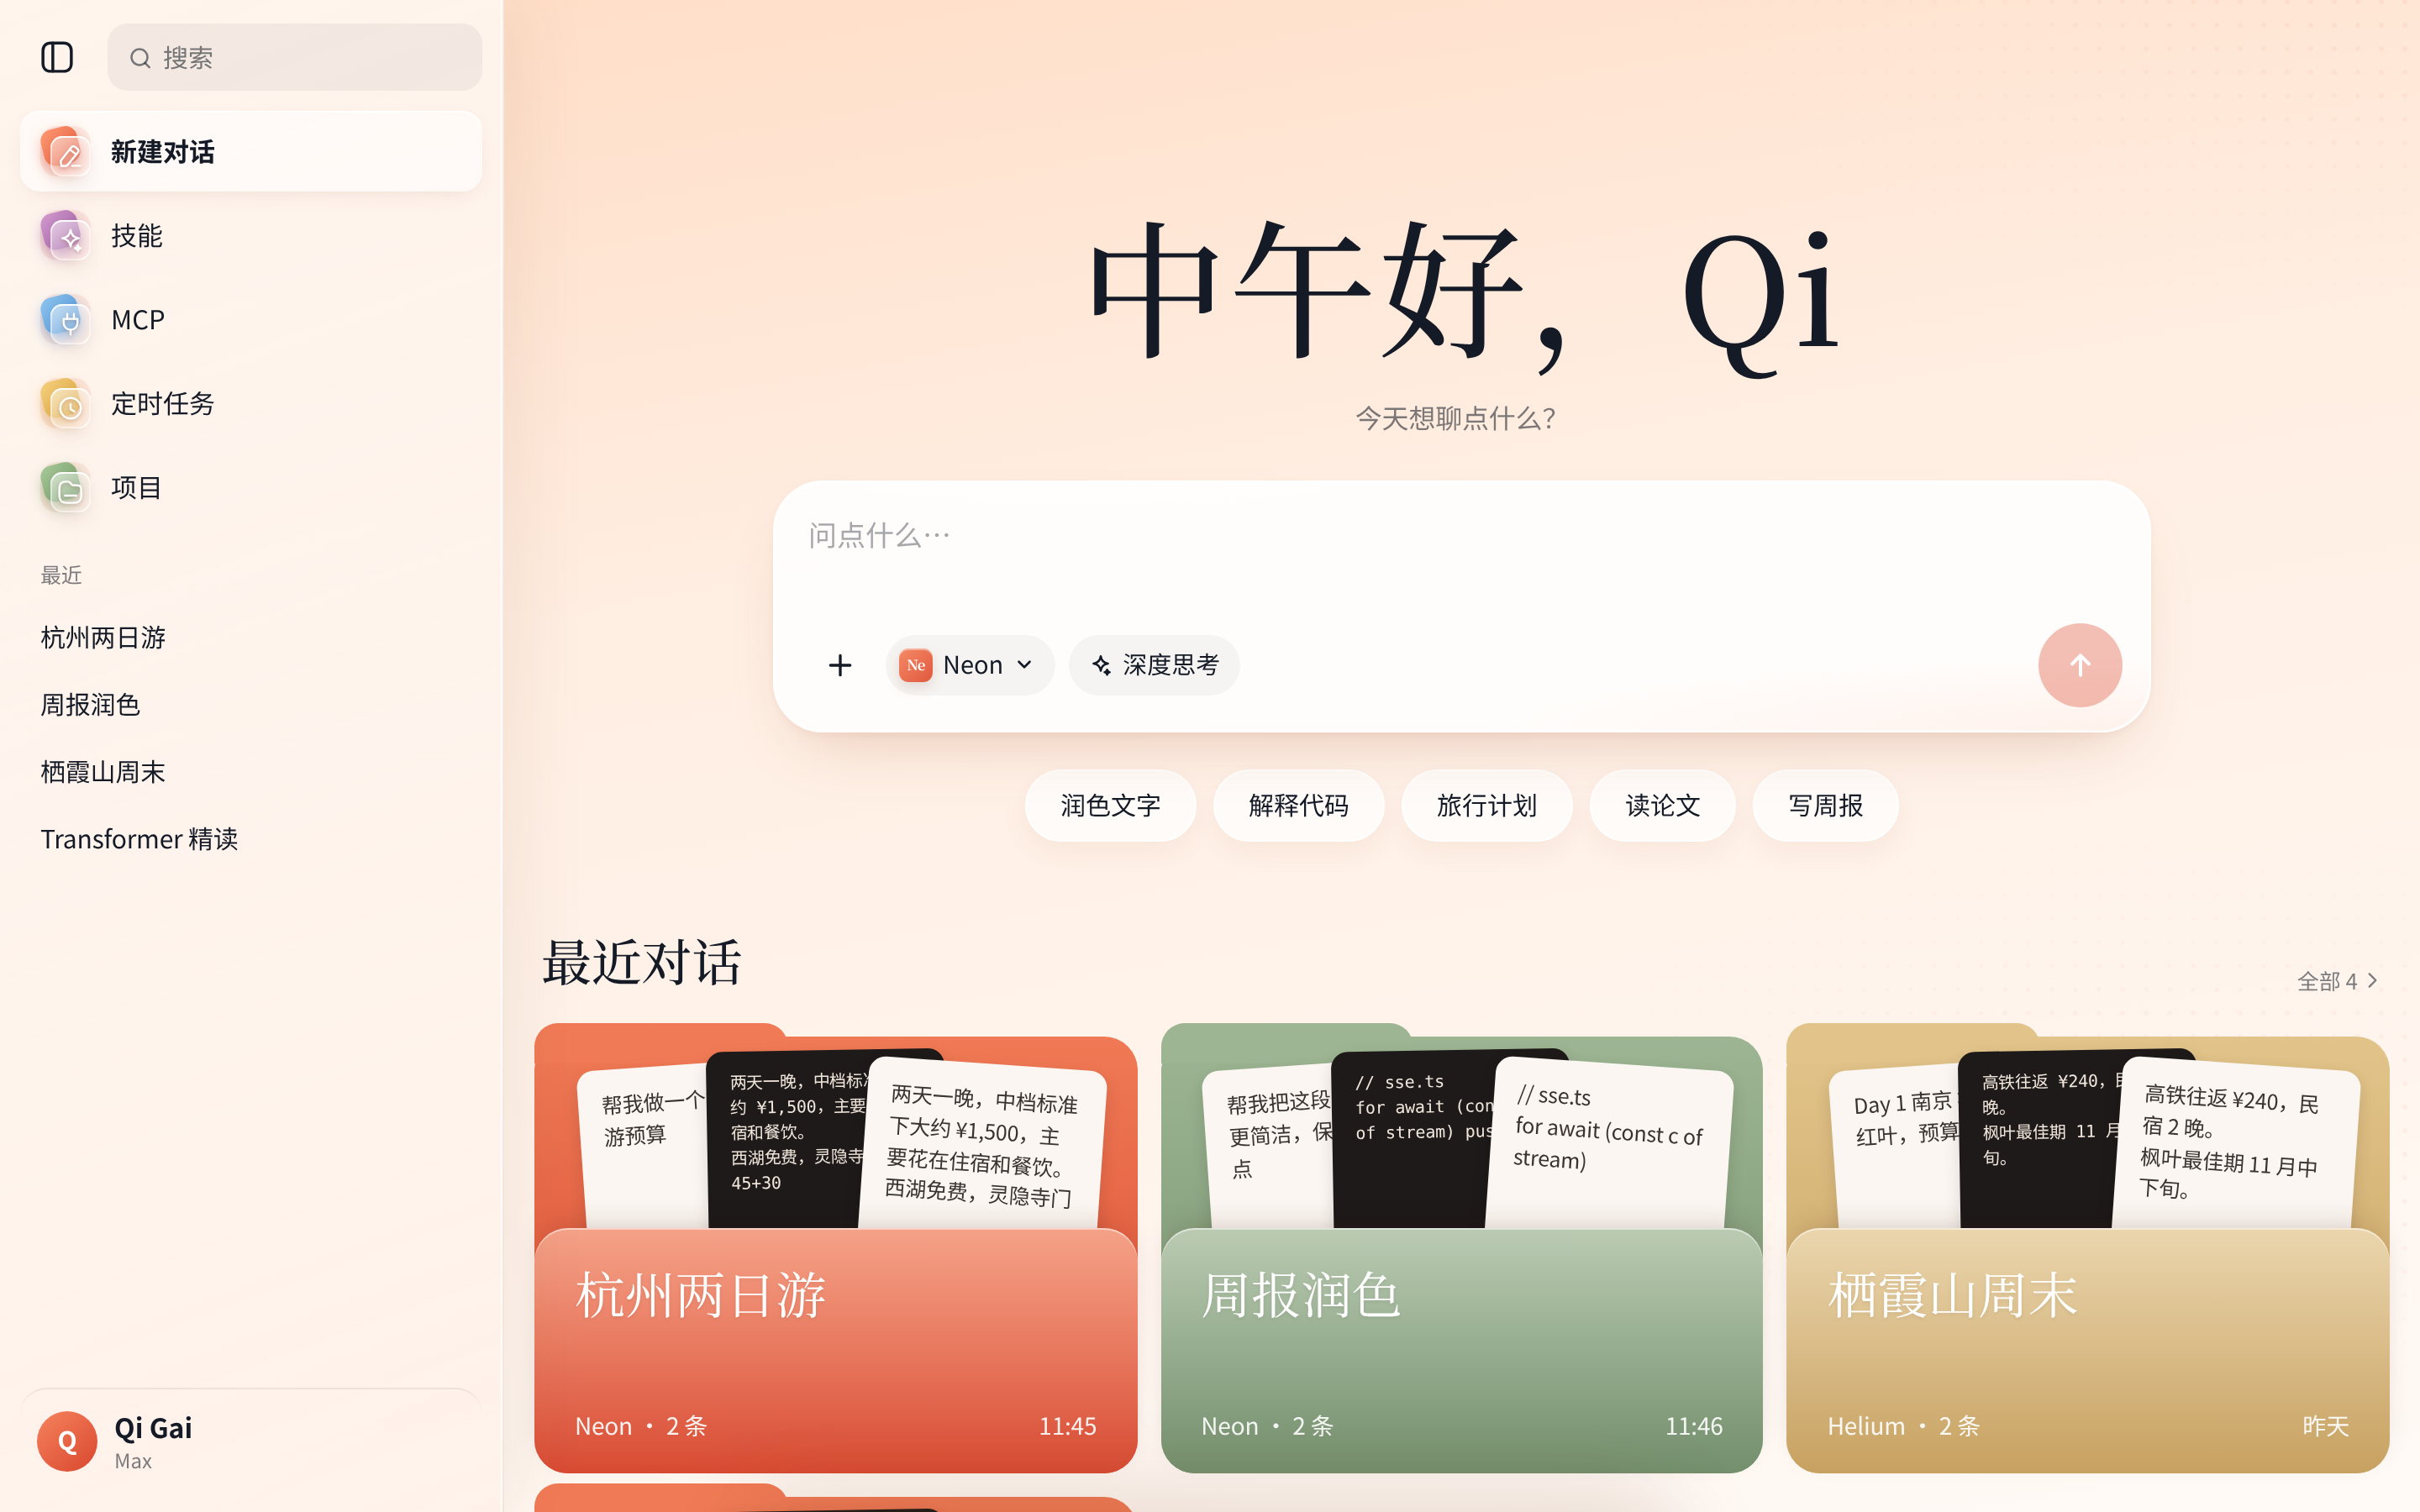 搜索
新建对话
技能
MCP
定时任务
项目
最近
杭州两日游
周报润色
栖霞山周末
Transformer 精读
Q
Qi Gai
Max
中午好， Qi
今天想聊点什么？
问点什么…
Ne
Neon
深度思考
润色文字
解释代码
旅行计划
读论文
写周报
最近对话
全部 4
帮我做一个
游预算
两天一晚，中档标
约 ¥1,500，主要
宿和餐饮。
西湖免费，灵隐寺
45+30
两天一晚，中档标准
下大约 ¥1,500，主
要花在住宿和餐饮。
西湖免费，灵隐寺门
杭州两日游
Neon · 2 条
11:45
帮我把这段
更简洁，保
点
// sse.ts
for await (con
of stream) pus
// sse.ts
for await (const c of
stream)
周报润色
Neon · 2 条
11:46
Day 1 南京
红叶，预算
高铁往返 ¥240，
晚。
枫叶最佳期 11 月
旬。
高铁往返 ¥240，民
宿 2 晚。
枫叶最佳期 11 月中
下旬。
栖霞山周末
Helium · 2 条
昨天